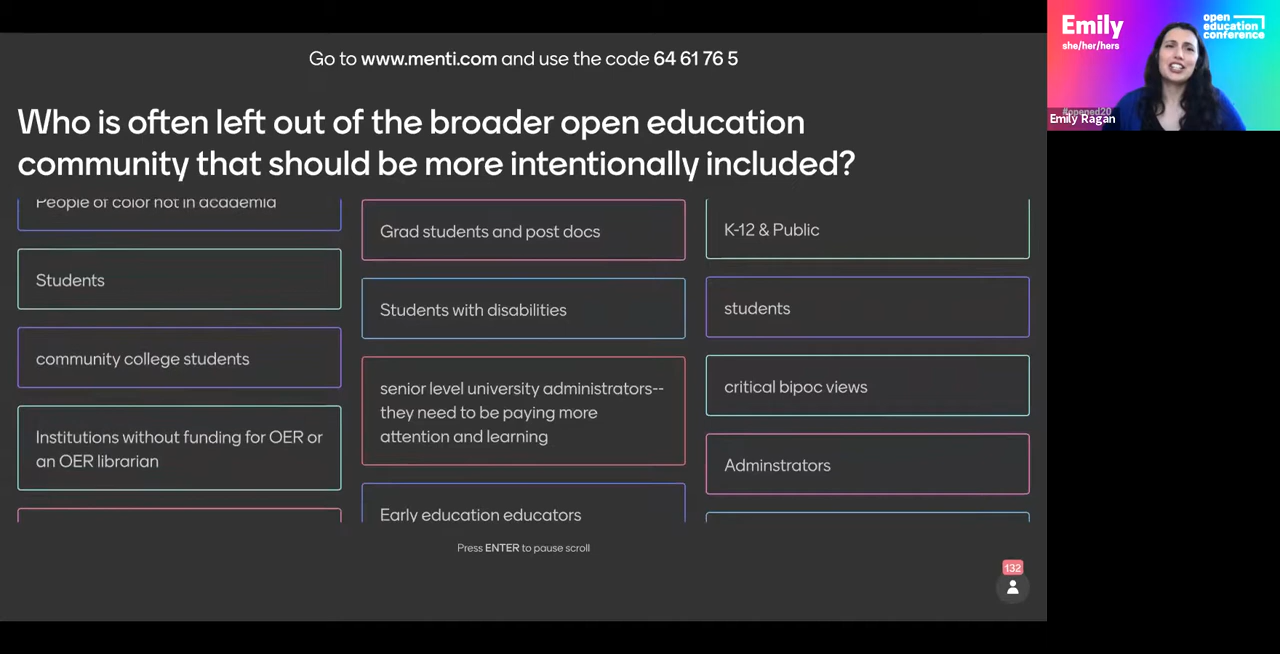 Go to www.menti.com and use the code 64 61 76 5
Who is often left out of the broader open education
community that should be more intentionally included?
People of color not in academia
Students
community college students
Institutions without funding for OER or
an OER librarian
Grad students and post docs
Students with disabilities
senior level university administrators--
they need to be paying more
attention and learning
Early education educators
K-12 & Public
students
critical bipoc views
Adminstrators
Press ENTER to pause scroll
132
Emily
she/her/hers
open
education
conference
#opened20
Emily Ragan